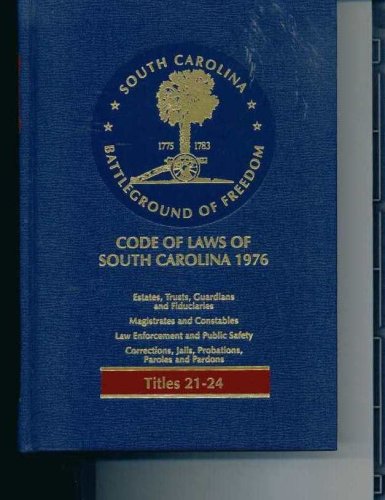 SOUTH CAROLINA
1775 1783
BATTLEGROUND OF FREEDOM
CODE OF LAWS OF
SOUTH CAROLINA 1976
Estates, Trusts, Guardians
and Fiduciaries
Magistrates and Constables
Law Enforcement and Public Safety
Corrections, Jails, Probations,
Paroles and Pardons
Titles 21-24